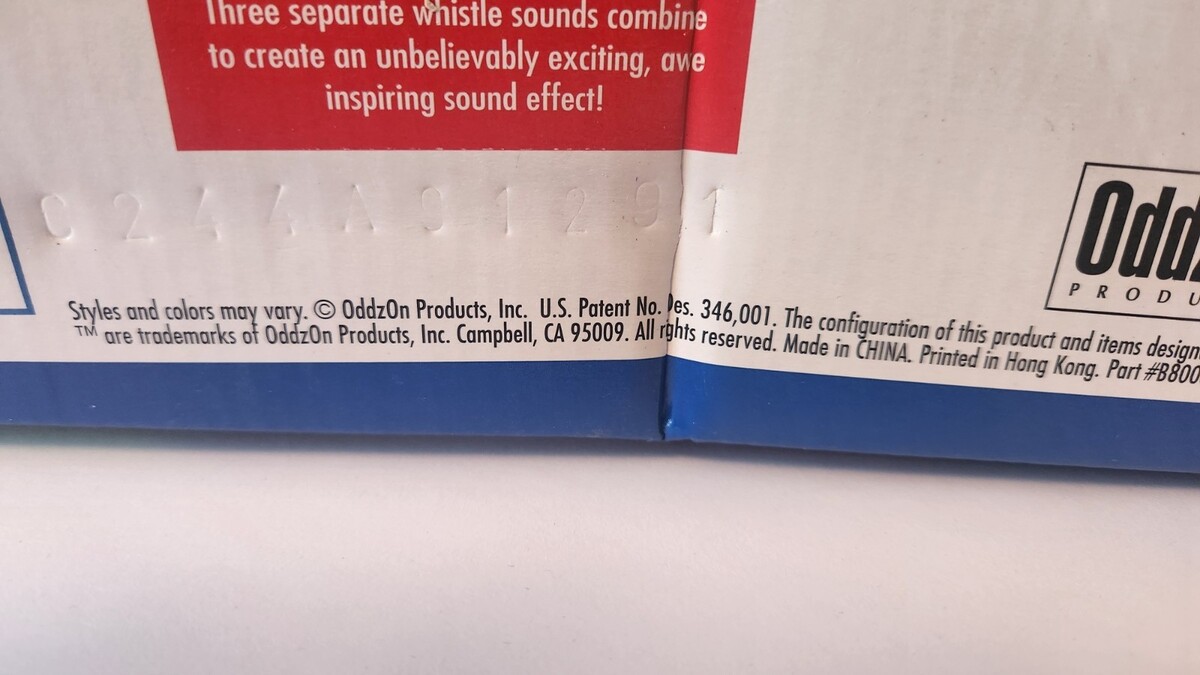 Three separate whistle sounds combine
to create an unbelievably exciting, awe
inspiring sound effect!
C244A01291
Odd
PRODU
Styles and colors may vary. © OddzOn Products, Inc. U.S. Patent No. Des. 346,001. The configuration of this product and items design
™ are trademarks of OddzOn Products, Inc. Campbell, CA 95009. All rights reserved. Made in CHINA. Printed in Hong Kong. Part #B800